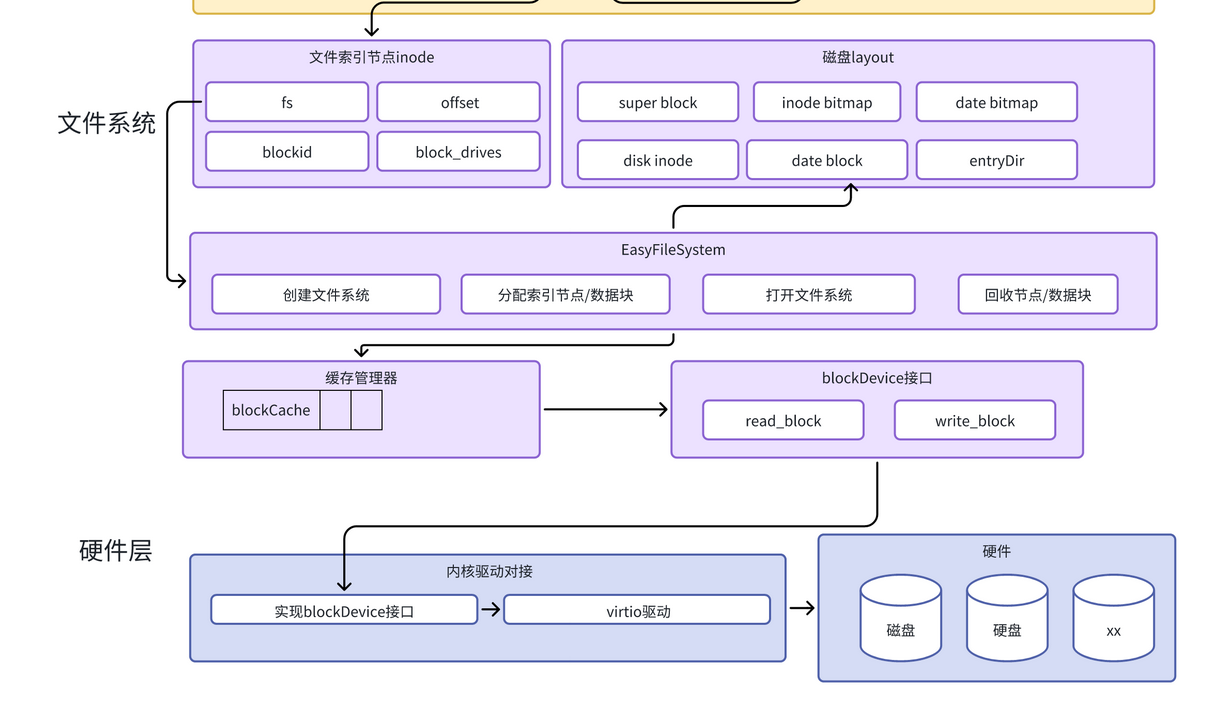 文件系统
文件索引节点inode
fs
offset
blockid
block_drives
磁盘layout
super block
inode bitmap
date bitmap
disk inode
date block
entryDir
EasyFileSystem
创建文件系统
分配索引节点/数据块
打开文件系统
回收节点/数据块
缓存管理器
blockCache
blockDevice接口
read_block
write_block
硬件层
内核驱动对接
实现blockDevice接口
virtio驱动
硬件
磁盘
硬盘
xx